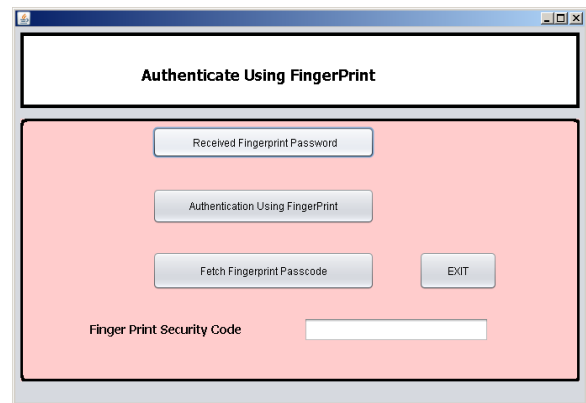 Authenticate Using FingerPrint
Received Fingerprint Password
Authentication Using FingerPrint
Fetch Fingerprint Passcode
EXIT
Finger Print Security Code